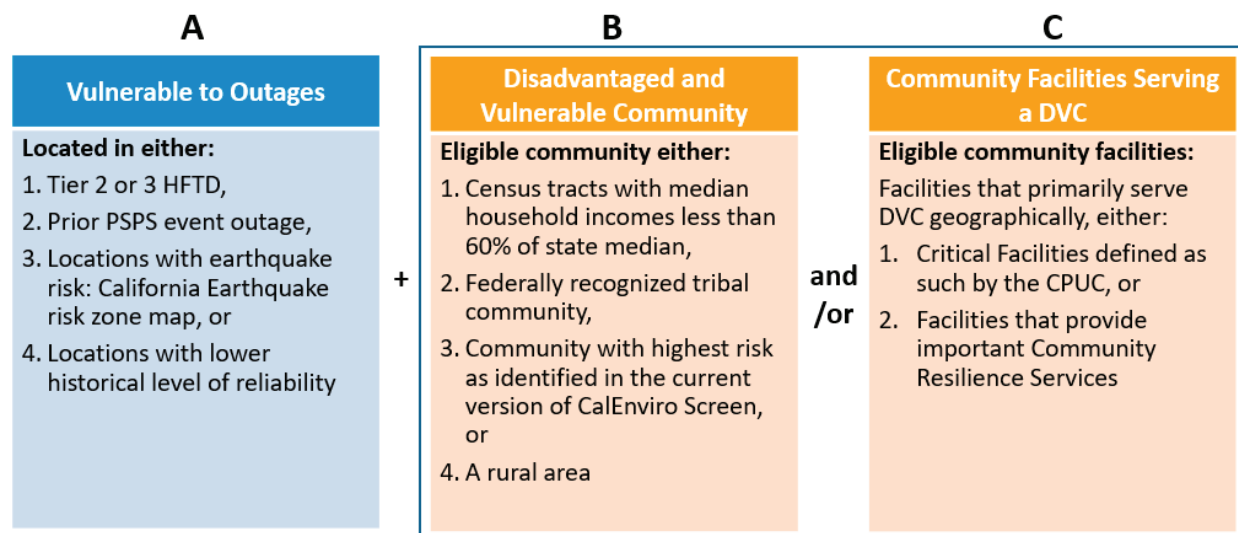 A
B
C
Vulnerable to Outages
Located in either:
1. Tier 2 or 3 HFTD,
2. Prior PSPS event outage,
3. Locations with earthquake
risk: California Earthquake
risk zone map, or
4. Locations with lower
historical level of reliability
+
Disadvantaged and
Vulnerable Community
Eligible community either:
1. Census tracts with median
household incomes less than
60% of state median,
2. Federally recognized tribal
community,
3. Community with highest risk
as identified in the current
version of CalEnviro Screen,
or
4. A rural area
and
/or
Community Facilities Serving
a DVC
Eligible community facilities:
Facilities that primarily serve
DVC geographically, either:
1. Critical Facilities defined as
such by the CPUC, or
2. Facilities that provide
important Community
Resilience Services